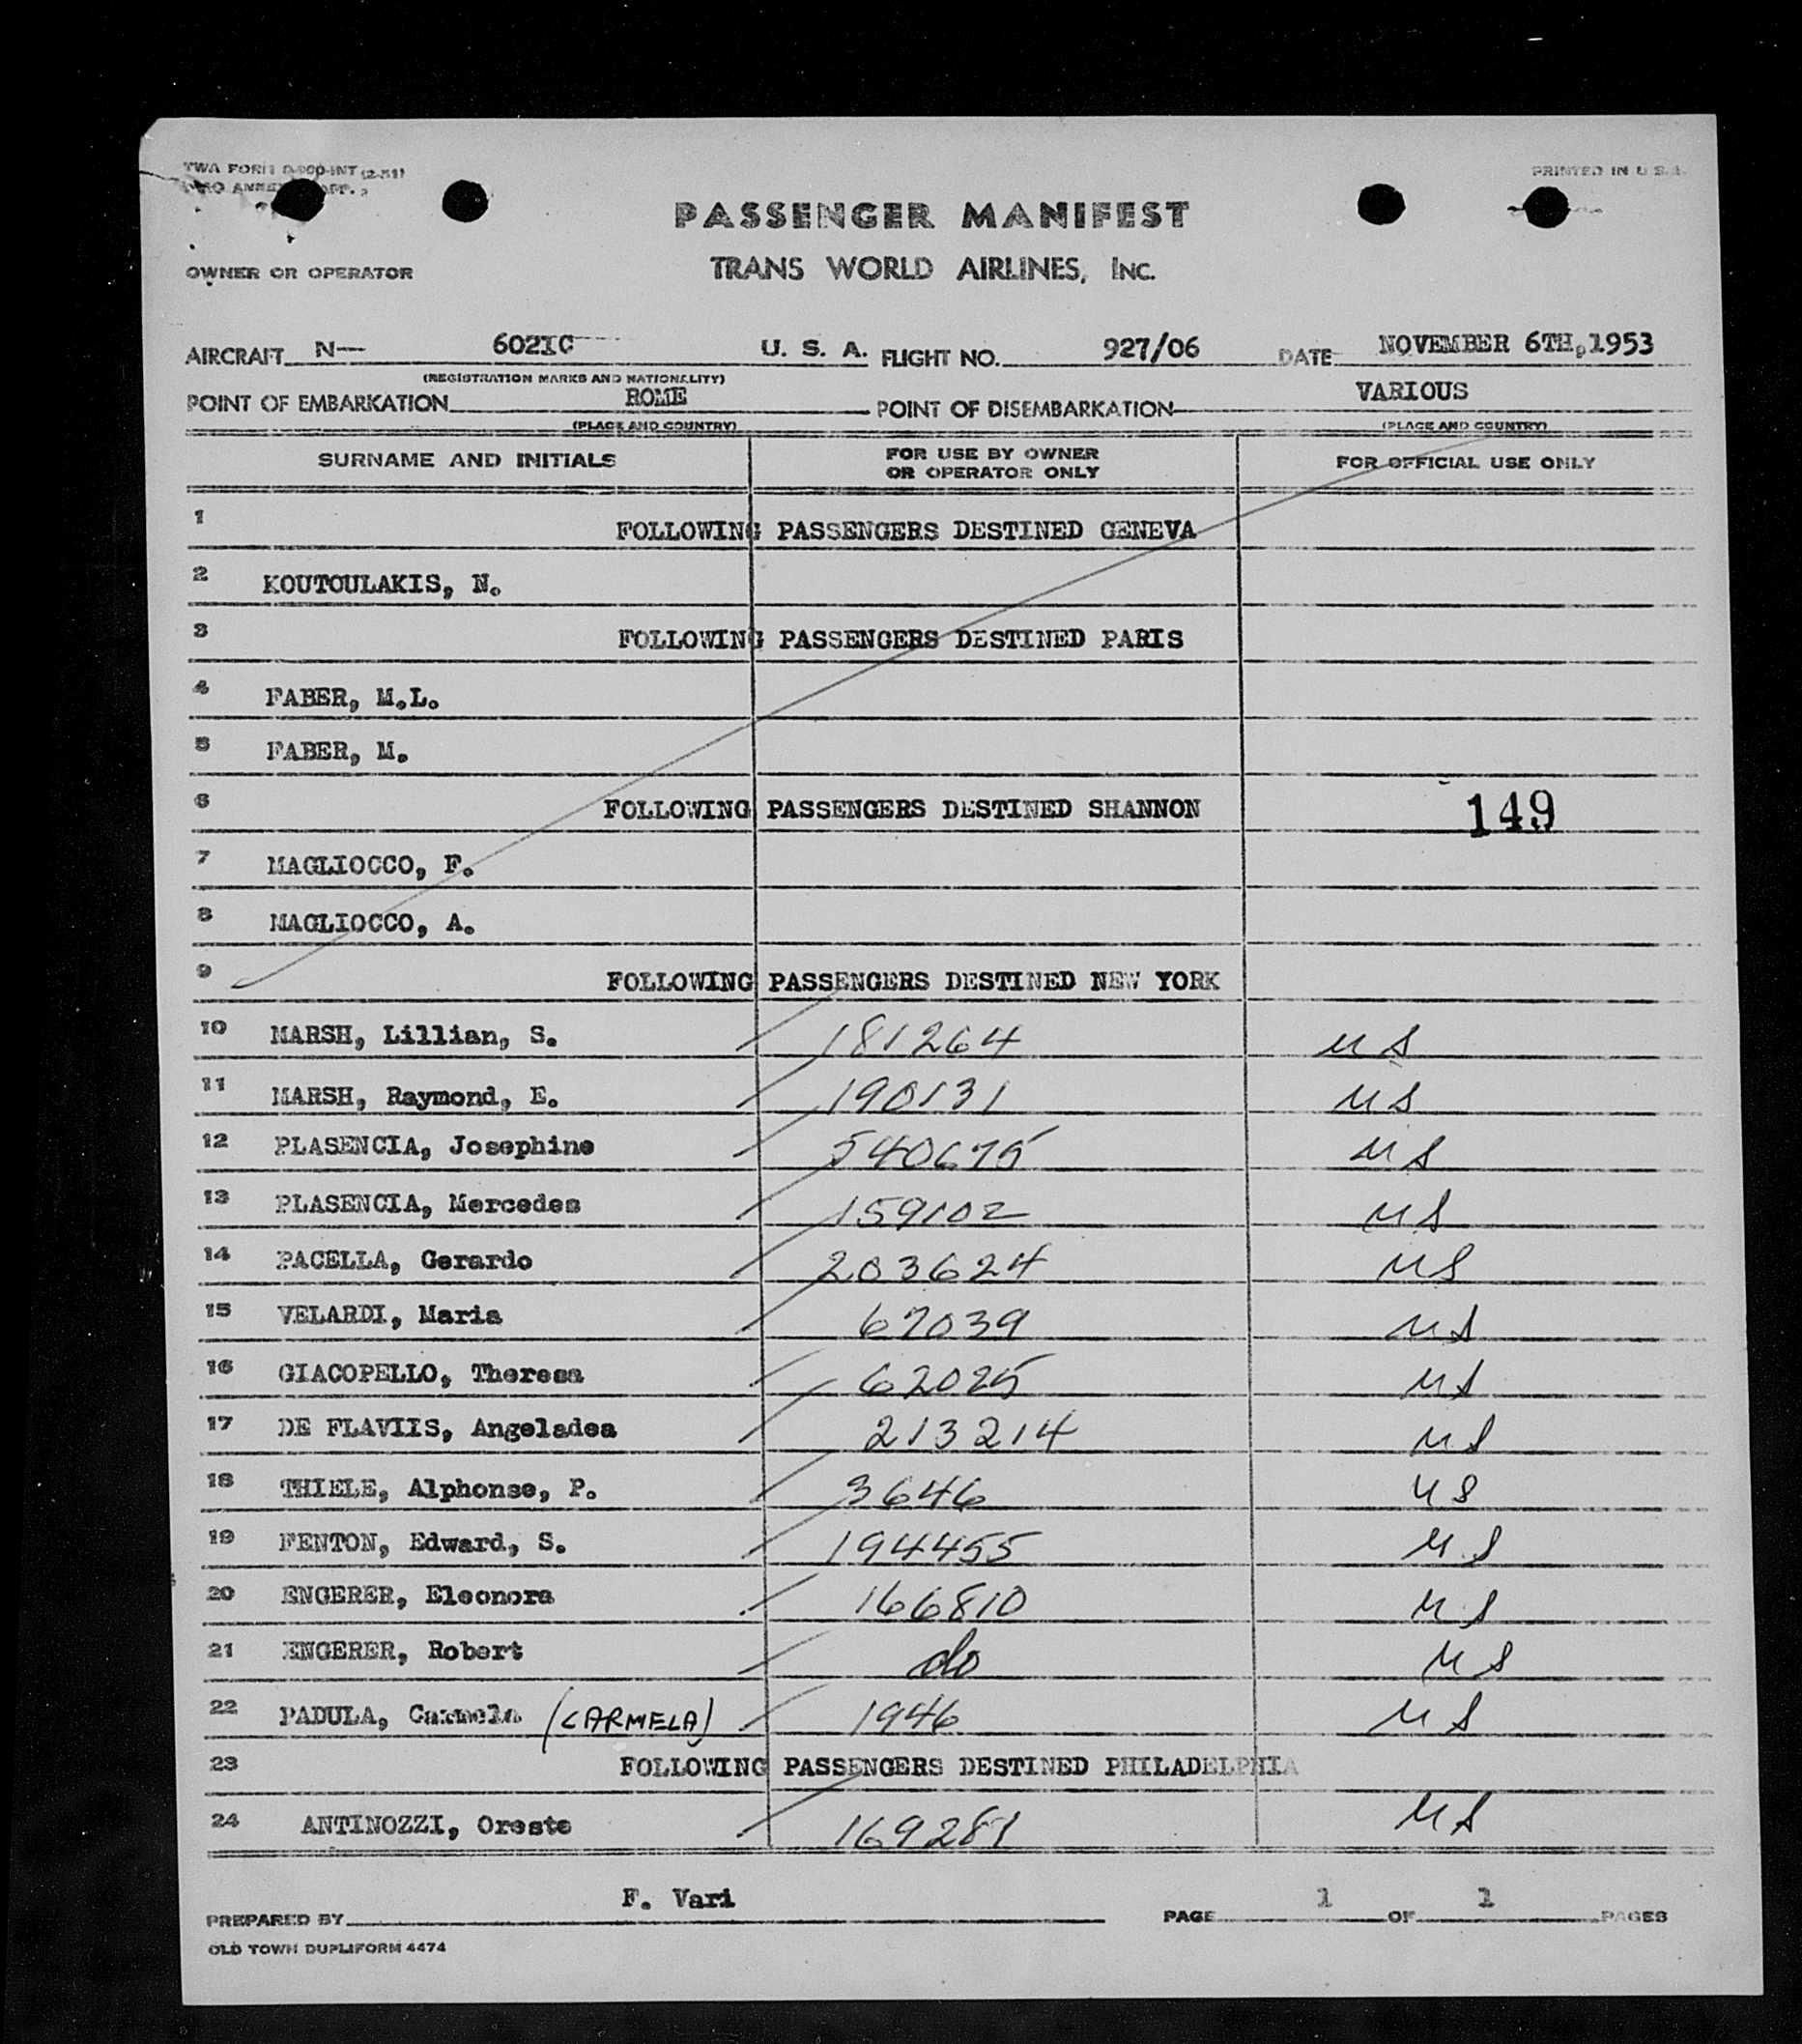 TWA FORM (2-51)
PRINTED IN U.S.A.
PASSENGER MANIFEST
OWNER OR OPERATOR
TRANS WORLD AIRLINES, INC.
AIRCRAFT N— 6021C U. S. A. FLIGHT NO. 927/06 DATE NOVEMBER 6TH,1953
(REGISTRATION MARKS AND NATIONALITY)
POINT OF EMBARKATION ROME POINT OF DISEMBARKATION VARIOUS
(PLACE AND COUNTRY) (PLACE AND COUNTRY)
SURNAME AND INITIALS FOR USE BY OWNER OR OPERATOR ONLY FOR OFFICIAL USE ONLY
1 FOLLOWING PASSENGERS DESTINED GENEVA
2 KOUTOULAKIS, N.
3 FOLLOWING PASSENGERS DESTINED PARIS
4 FABER, M.L.
5 FABER, M.
6 FOLLOWING PASSENGERS DESTINED SHANNON 149
7 MAGLIOCCO, F.
8 MAGLIOCCO, A.
9 FOLLOWING PASSENGERS DESTINED NEW YORK
10 MARSH, Lillian, S. 181264 US
11 MARSH, Raymond, E. 190131 US
12 PLASENCIA, Josephine 540675 US
13 PLASENCIA, Mercedes 159102 US
14 PACELLA, Gerardo 203624 US
15 VELARDI, Maria 67039 US
16 GIACOPELLO, Theresa 62025 US
17 DE FLAVIIS, Angeladea 213214 US
18 THIELE, Alphonse, P. 3646 US
19 FENTON, Edward, S. 194455 US
20 ENGERER, Eleonora 166810 US
21 ENGERER, Robert do US
22 PADULA, Carmela (CARMELA) 1946 US
23 FOLLOWING PASSENGERS DESTINED PHILADELPHIA
24 ANTINOZZI, Oreste 169281 US
PREPARED BY F. Vari PAGE 1 OF 1 PAGES
OLD TOWN DUPLIFORM 4474